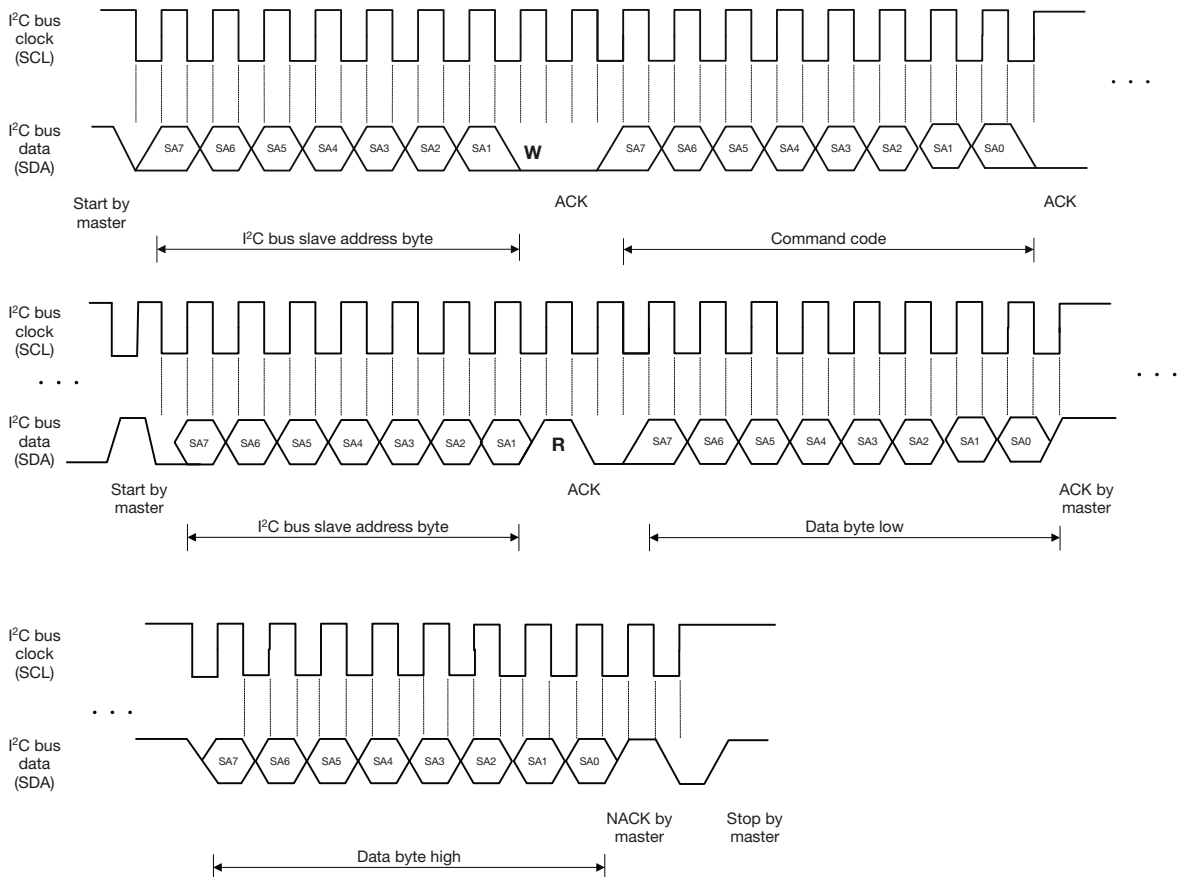 I²C bus
clock
(SCL)
. . .
I²C bus
data
(SDA)
SA7 SA6 SA5 SA4 SA3 SA2 SA1 W SA7 SA6 SA5 SA4 SA3 SA2 SA1 SA0
Start by
master
ACK
ACK
I²C bus slave address byte
Command code
I²C bus
clock
(SCL)
. . .
. . .
I²C bus
data
(SDA)
SA7 SA6 SA5 SA4 SA3 SA2 SA1 R SA7 SA6 SA5 SA4 SA3 SA2 SA1 SA0
Start by
master
ACK
ACK by
master
I²C bus slave address byte
Data byte low
I²C bus
clock
(SCL)
. . .
I²C bus
data
(SDA)
SA7 SA6 SA5 SA4 SA3 SA2 SA1 SA0
NACK by
master
Stop by
master
Data byte high